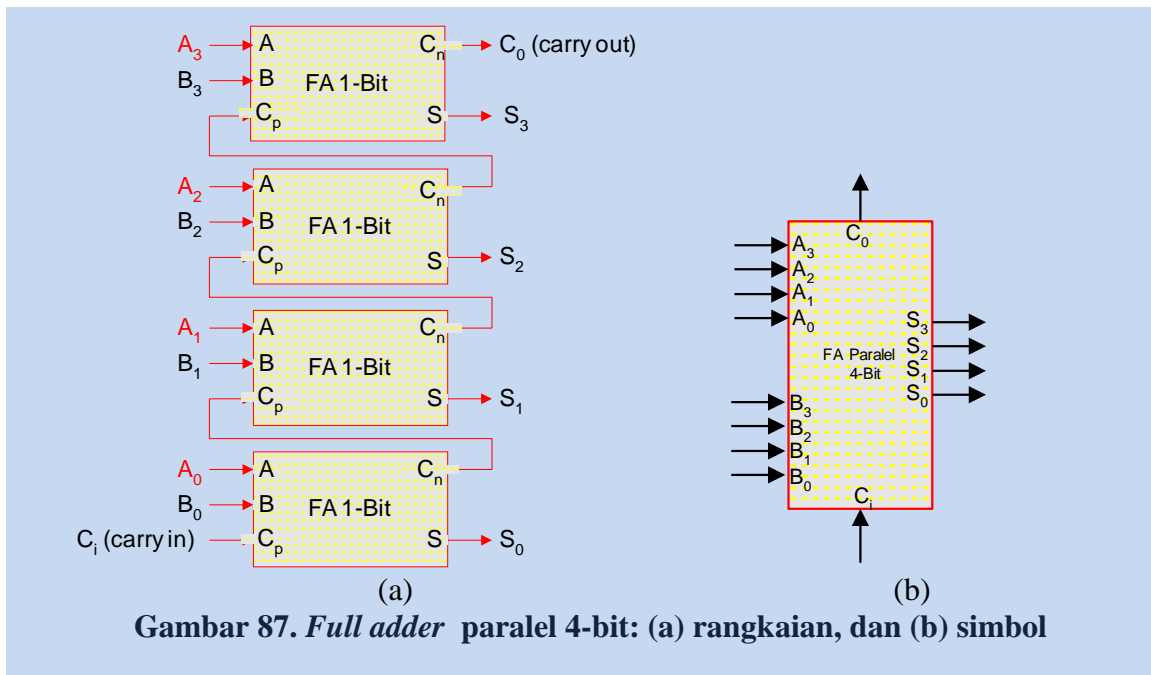 A₃ A Cₙ C₀ (carry out)
B₃ B
FA 1-Bit
Cₚ S S₃
A₂ A Cₙ
B₂ B
FA 1-Bit
Cₚ S S₂
A₁ A Cₙ
B₁ B
FA 1-Bit
Cₚ S S₁
A₀ A Cₙ
B₀ B
FA 1-Bit
Cᵢ (carry in) Cₚ S S₀
(a)
C₀
A₃
A₂
A₁
A₀
S₃
S₂
FA Paralel
S₁
4-Bit
S₀
B₃
B₂
B₁
B₀
Cᵢ
(b)
Gambar 87. Full adder paralel 4-bit: (a) rangkaian, dan (b) simbol